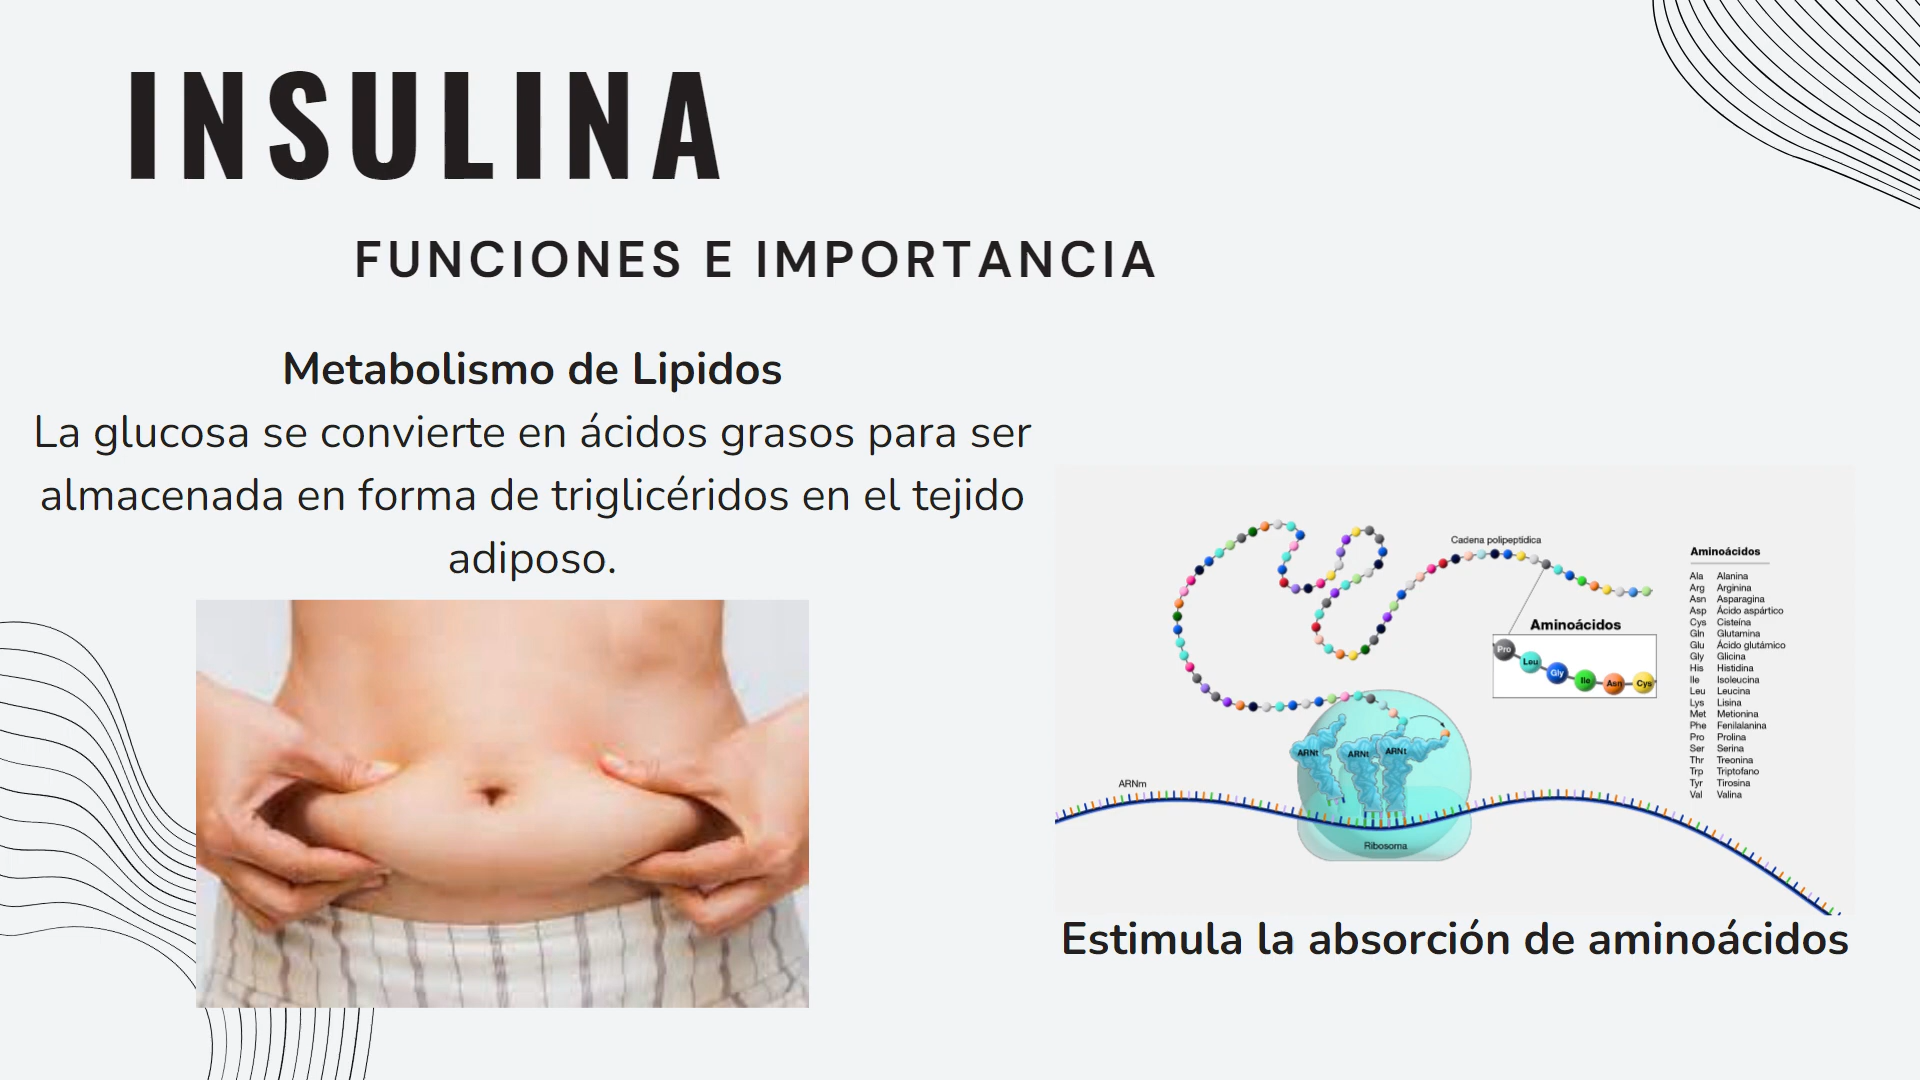 INSULINA
FUNCIONES E IMPORTANCIA
Metabolismo de Lipidos
La glucosa se convierte en ácidos grasos para ser
almacenada en forma de triglicéridos en el tejido
adiposo.
Cadena polipeptídica
Aminoácidos
Pro Leu Gly Ile Asn Cys
Aminoácidos
Ala Alanina
Arg Arginina
Asn Asparagina
Asp Ácido aspártico
Cys Cisteína
Gln Glutamina
Glu Ácido glutámico
Gly Glicina
His Histidina
Ile Isoleucina
Leu Leucina
Lys Lisina
Met Metionina
Phe Fenilalanina
Pro Prolina
Ser Serina
Thr Treonina
Trp Triptofano
Tyr Tirosina
Val Valina
ARNt ARNt ARNt
ARNm
Ribosoma
Estimula la absorción de aminoácidos